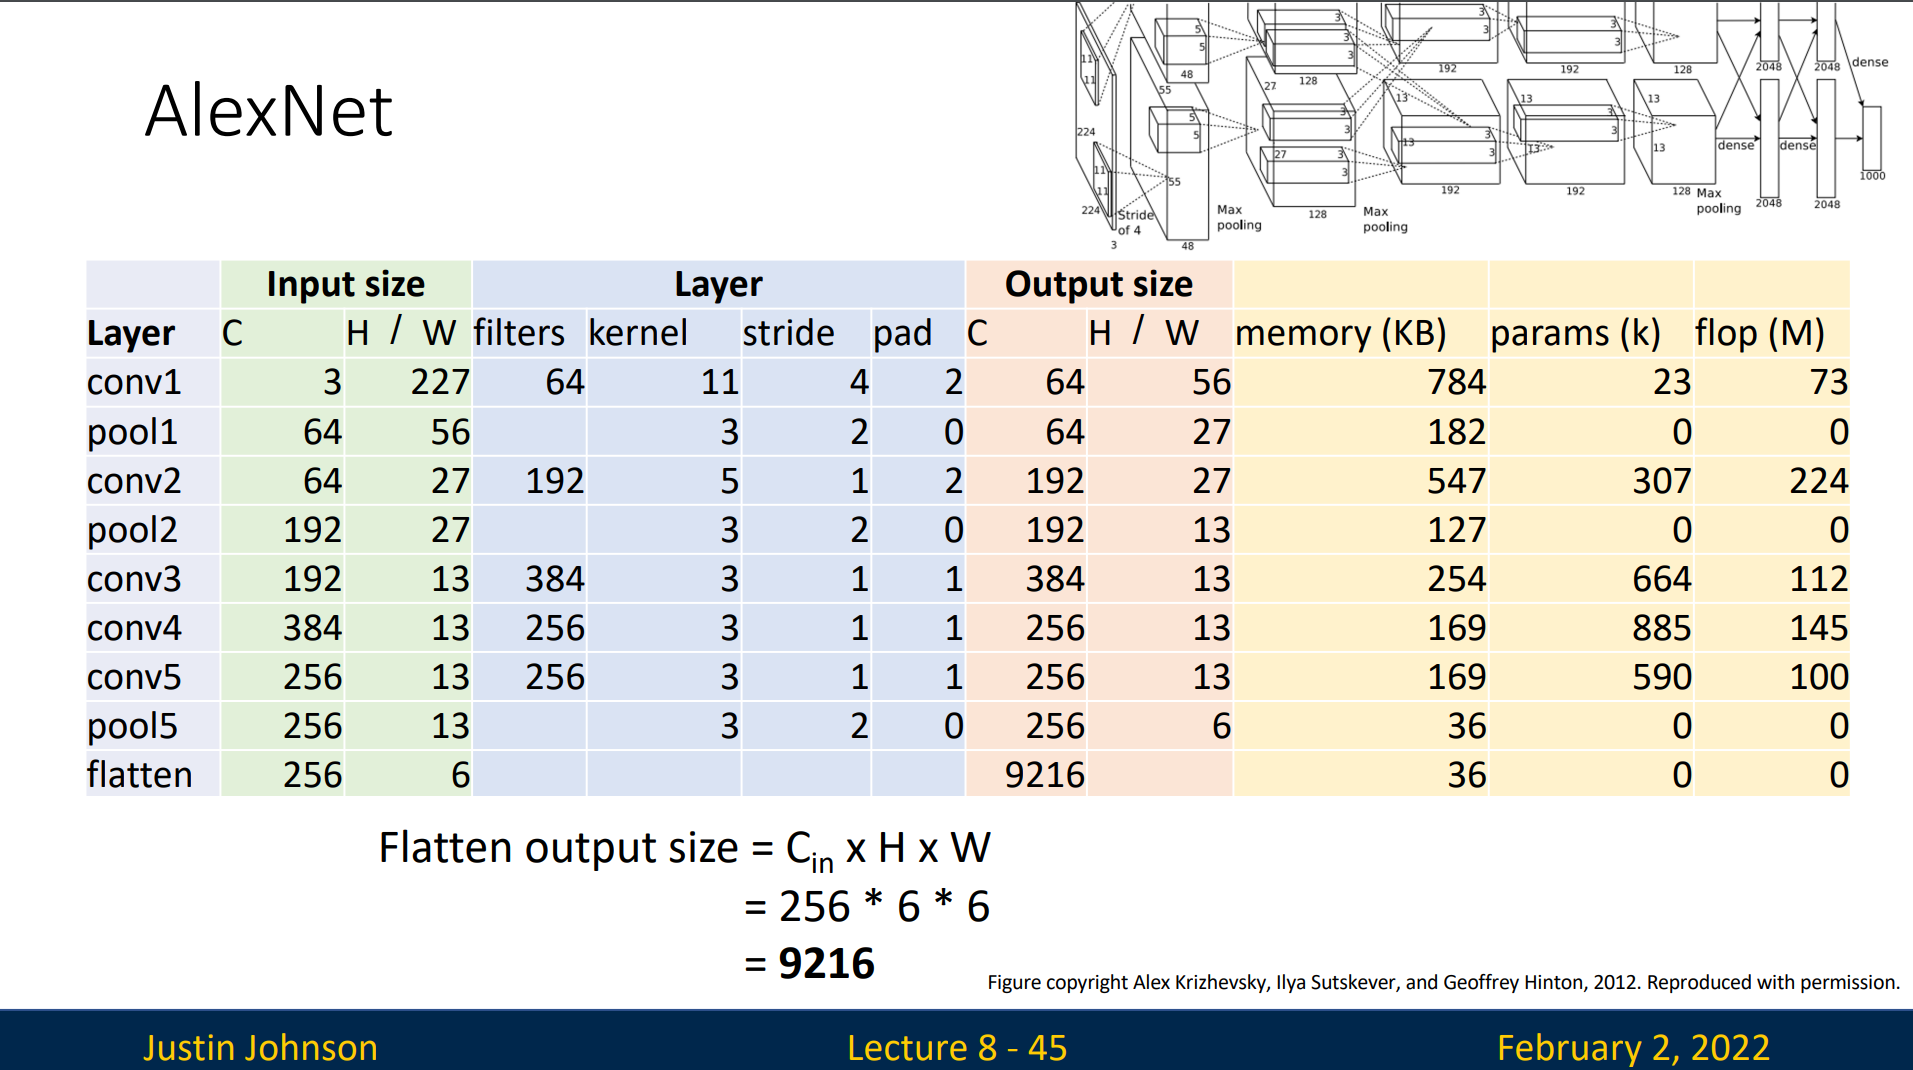 AlexNet
11
11
224
11
11
224
Stride
of 4
3
5
5
48
55
5
5
55
48
Max
pooling
3
3
3
128
27
3
3
27
3
3
128
Max
pooling
3
3
192
13
3
3
13
192
3
3
192
13
3
3
13
192
128
13
13
128
Max
pooling
2048
2048
dense
dense
dense
2048
2048
1000
Input size Layer Output size
Layer C H / W filters kernel stride pad C H / W memory (KB) params (k) flop (M)
conv1 3 227 64 11 4 2 64 56 784 23 73
pool1 64 56 3 2 0 64 27 182 0 0
conv2 64 27 192 5 1 2 192 27 547 307 224
pool2 192 27 3 2 0 192 13 127 0 0
conv3 192 13 384 3 1 1 384 13 254 664 112
conv4 384 13 256 3 1 1 256 13 169 885 145
conv5 256 13 256 3 1 1 256 13 169 590 100
pool5 256 13 3 2 0 256 6 36 0 0
flatten 256 6 9216 36 0 0
Flatten output size = Cin x H x W
= 256 * 6 * 6
= 9216
Figure copyright Alex Krizhevsky, Ilya Sutskever, and Geoffrey Hinton, 2012. Reproduced with permission.
Justin Johnson Lecture 8 - 45 February 2, 2022